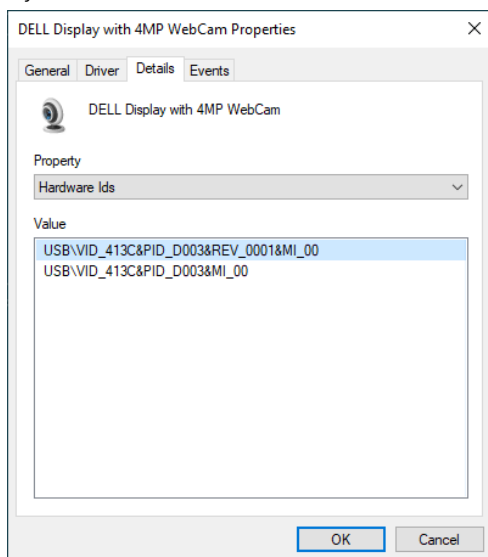 DELL Display with 4MP WebCam Properties
General Driver Details Events
DELL Display with 4MP WebCam
Property
Hardware Ids
Value
USB\VID_413C&PID_D003&REV_0001&MI_00
USB\VID_413C&PID_D003&MI_00
OK Cancel